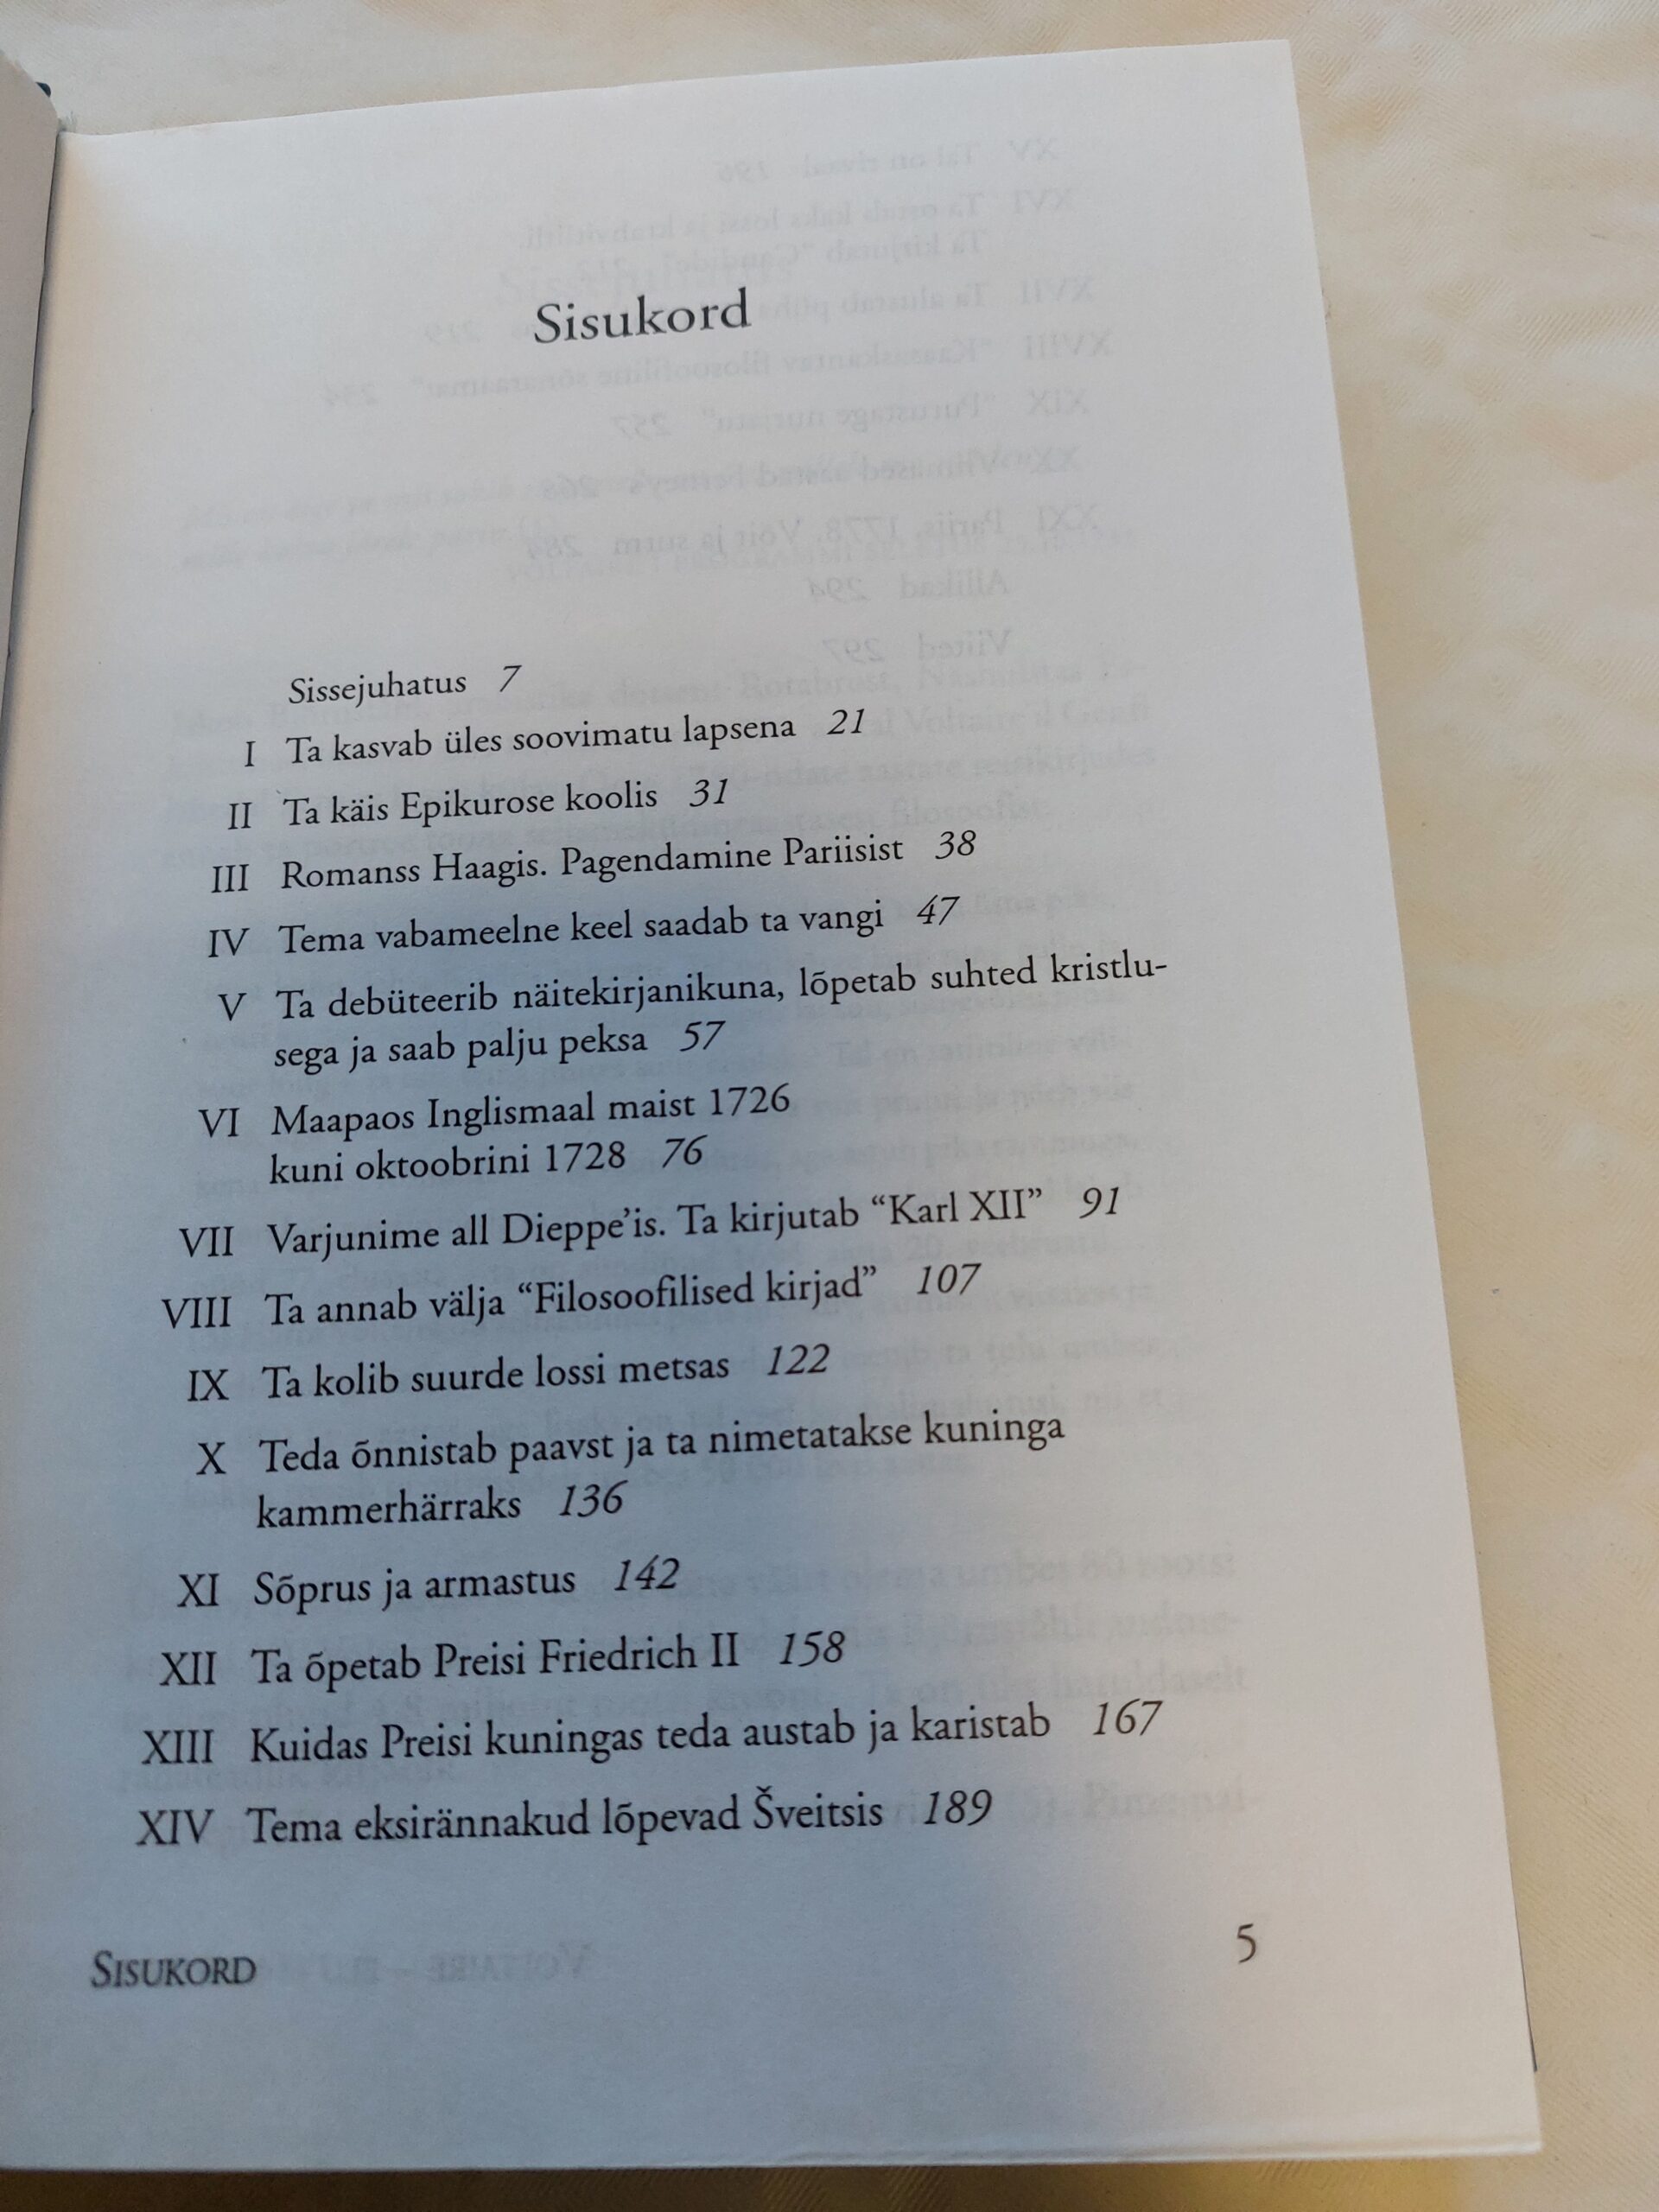 Sisukord
Sissejuhatus 7
I Ta kasvab üles soovimatu lapsena 21
II Ta käis Epikurose koolis 31
III Romanss Haagis. Pagendamine Pariisist 38
IV Tema vabameelne keel saadab ta vangi 47
V Ta debüteerib näitekirjanikuna, lõpetab suhted kristlu-
sega ja saab palju peksa 57
VI Maapaos Inglismaal maist 1726
kuni oktoobrini 1728 76
VII Varjunime all Dieppe’is. Ta kirjutab “Karl XII” 91
VIII Ta annab välja “Filosoofilised kirjad” 107
IX Ta kolib suurde lossi metsas 122
X Teda õnnistab paavst ja ta nimetatakse kuninga
kammerhärraks 136
XI Sõprus ja armastus 142
XII Ta õpetab Preisi Friedrich II 158
XIII Kuidas Preisi kuningas teda austab ja karistab 167
XIV Tema eksirännakud lõpevad Šveitsis 189
SISUKORD 5